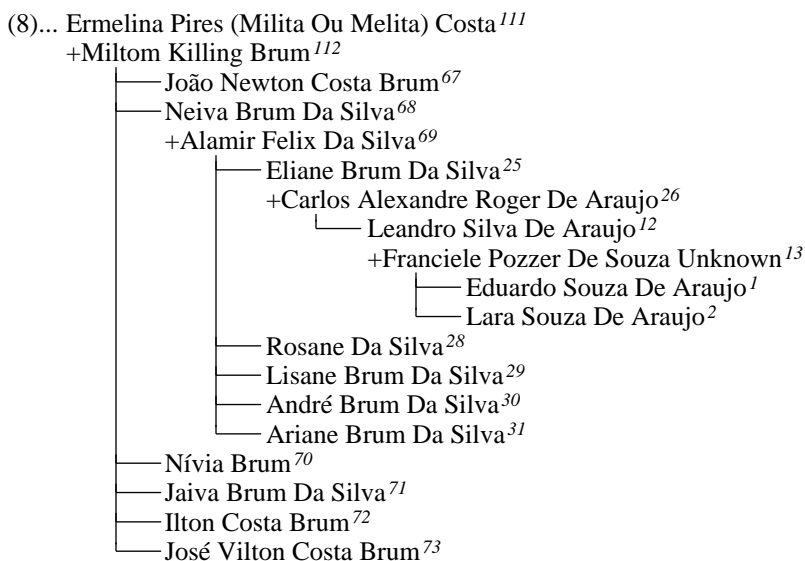 (8)... Ermelina Pires (Milita Ou Melita) Costa111
+Miltom Killing Brum112
João Newton Costa Brum67
Neiva Brum Da Silva68
+Alamir Felix Da Silva69
Eliane Brum Da Silva25
+Carlos Alexandre Roger De Araujo26
Leandro Silva De Araujo12
+Franciele Pozzer De Souza Unknown13
Eduardo Souza De Araujo1
Lara Souza De Araujo2
Rosane Da Silva28
Lisane Brum Da Silva29
André Brum Da Silva30
Ariane Brum Da Silva31
Nívia Brum70
Jaiva Brum Da Silva71
Ilton Costa Brum72
José Vilton Costa Brum73